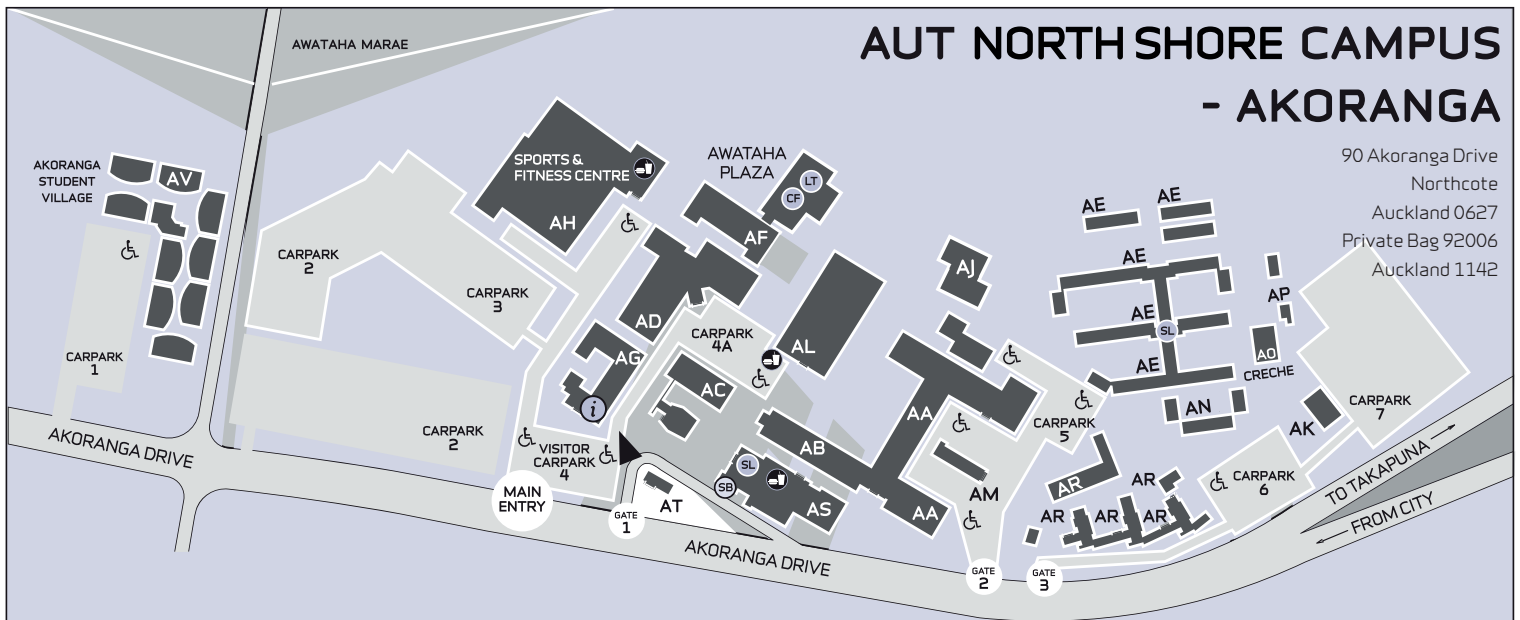 AUT NORTH SHORE CAMPUS
- AKORANGA
90 Akoranga Drive
Northcote
Auckland 0627
Private Bag 92006
Auckland 1142
AWATAHA MARAE
AKORANGA
STUDENT
VILLAGE
AV
CARPARK
1
CARPARK
2
CARPARK
2
CARPARK
3
SPORTS &
FITNESS CENTRE
AH
AWATAHA
PLAZA
LT
CF
AF
AD
AG
i
CARPARK
4A
AL
AC
VISITOR
CARPARK
4
MAIN
ENTRY
GATE
1
AT
AB
SL
SB
AS
AA
AA
AJ
AM
CARPARK
5
GATE
2
GATE
3
AE
AE
AE
AE
SL
AE
AN
AP
AO
CRECHE
AK
AR
AR
AR
AR
AR
CARPARK
6
CARPARK
7
AKORANGA DRIVE
AKORANGA DRIVE
TO TAKAPUNA
FROM CITY